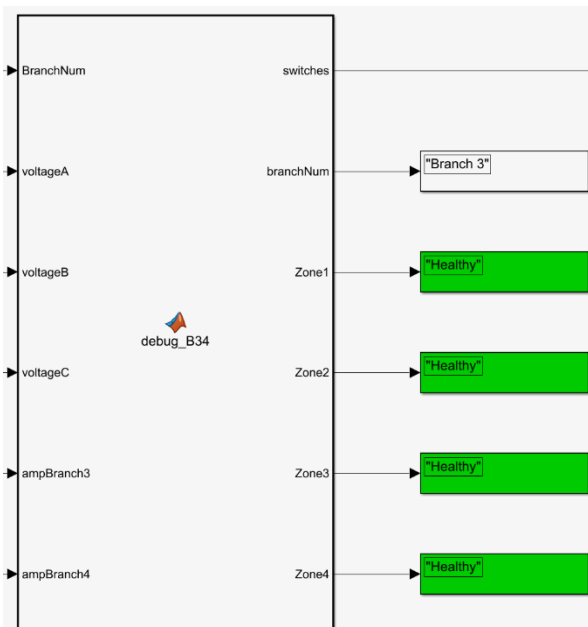 BranchNum
switches
voltageA
branchNum
"Branch 3"
voltageB
Zone1
"Healthy"
debug_B34
voltageC
Zone2
"Healthy"
ampBranch3
Zone3
"Healthy"
ampBranch4
Zone4
"Healthy"